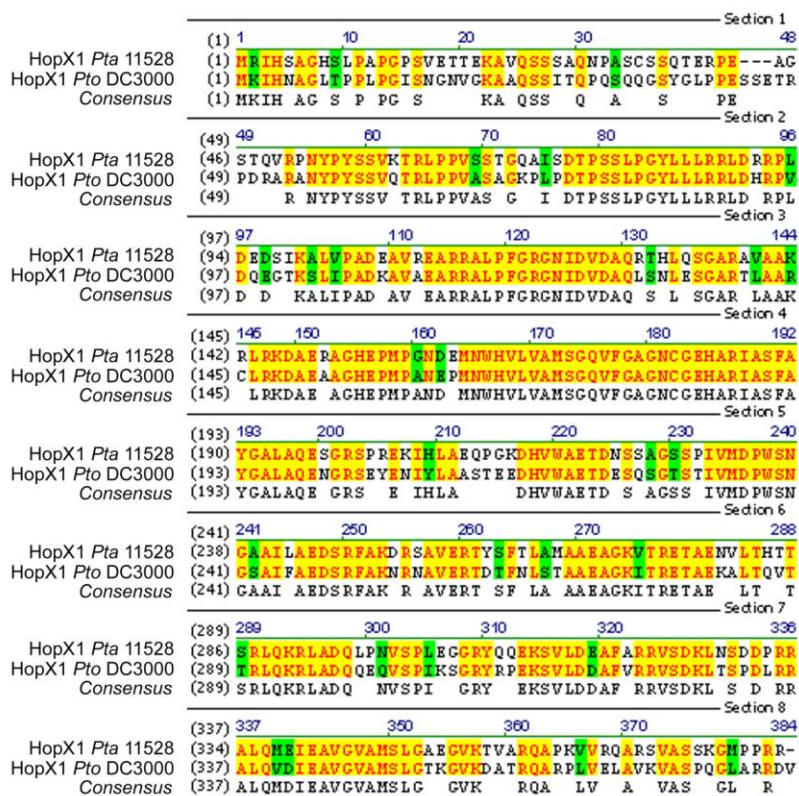 Section 1
(1) 1 10 20 30 48
HopX1 Pta 11528 (1) MRIHSAGHSLPAPGPSVETTEKAVQSSSAQNPASCSSQTERPE---AG
HopX1 Pto DC3000 (1) MKIHNAGLTPPLPGISNGNVGKAAQSSITQPQSQQGSYGLPPESSETR
Consensus (1) MKIH AG S P PG S KA QSS Q A S PE
Section 2
(49) 49 60 70 80 96
HopX1 Pta 11528 (46) STQVRPNYPYSSVKTRLPPVSSTGQAISDTPSSLPGYLLLRRLDRRPL
HopX1 Pto DC3000 (49) PDRARANYPYSSVQTRLPPVASAGKPLPDTPSSLPGYLLLRRLDHRPV
Consensus (49) R NYPYSSV TRLPPVAS G I DTPSSLPGYLLLRRLD RPL
Section 3
(97) 97 110 120 130 144
HopX1 Pta 11528 (94) DEDSIKALVPADEAVREARRALPFGRGNIDVDAQRTHLQSGARAVAAK
HopX1 Pto DC3000 (97) DQEGTKSLIPADKAVAEARRALPFGRGNIDVDAQLSNLESGARTLAAR
Consensus (97) D D KALIPAD AV EARRALPFGRGNIDVDAQ S L SGAR LAAK
Section 4
(145) 145 150 160 170 180 192
HopX1 Pta 11528 (142) RLRKDAERAGHEPMPGNDEMNWHVLVAMSGQVFGAGNCGEHARIASFA
HopX1 Pto DC3000 (145) CLRKDAEAAGHEPMPANEPMNWHVLVAMSGQVFGAGNCGEHARIASFA
Consensus (145) LRKDAE AGHEPMPAND MNWHVLVAMSGQVFGAGNCGEHARIASFA
Section 5
(193) 193 200 210 220 230 240
HopX1 Pta 11528 (190) YGALAQESGRSPREKIHLAEQPGKDHVWAETDNSSAGSSPIVMDPWSN
HopX1 Pto DC3000 (193) YGALAQENGRSEYENIYLAASTEEDHVWAETDESQSGTSTIVMDPWSN
Consensus (193) YGALAQE GRS E IHLA DHVWAETD S AGSS IVMDPWSN
Section 6
(241) 241 250 260 270 288
HopX1 Pta 11528 (238) GAAILAEDSRFAKDRSAVERTYSFTLAMAAEAGKVTRETAENVLTHTT
HopX1 Pto DC3000 (241) GSAIFAEDSRFAKNRNAVERTDTFNLSTAAEAGKITRETAEKALTQVT
Consensus (241) GAAI AEDSRFAK R AVERT SF LA AAEAGKITRETAE LT T
Section 7
(289) 289 300 310 320 336
HopX1 Pta 11528 (286) SRLQKRLADQLPNVSPLEGGRYQQEKSVLDEAFARRVSDKLNSDDPRR
HopX1 Pto DC3000 (289) TRLQKRLADQQEQVSPIKSGRYRPEKSVLDDAFVRRVSDKLTSPDLRR
Consensus (289) SRLQKRLADQ NVSPI GRY EKSVLDDAF RRVSDKL S D RR
Section 8
(337) 337 350 360 370 384
HopX1 Pta 11528 (334) ALQMEIEAVGVAMSLGAEGVKTVARQAPKVVRQARSVASSKGMPPRR-
HopX1 Pto DC3000 (337) ALQVDIEAVGVAMSLGTKGVKDATRQARPLVELAVKVASPQGLARRDV
Consensus (337) ALQMDIEAVGVAMSLG GVK RQA LV A VAS GL R